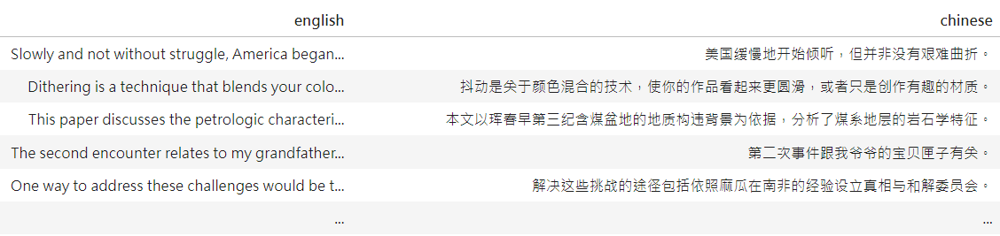 english chinese
Slowly and not without struggle, America began... 美国缓慢地开始倾听，但并非没有艰难曲折。
Dithering is a technique that blends your colo... 抖动是关于颜色混合的技术，使你的作品看起来更圆滑，或者只是创作有趣的材质。
This paper discusses the petrologic characteri... 本文以珲春早第三纪含煤盆地的地质构造背景为依据，分析了煤系地层的岩石学特征。
The second encounter relates to my grandfather... 第二次事件跟我爷爷的宝贝匣子有关。
One way to address these challenges would be t... 解决这些挑战的途径包括依照麻瓜在南非的经验设立真相与和解委员会。
... ...